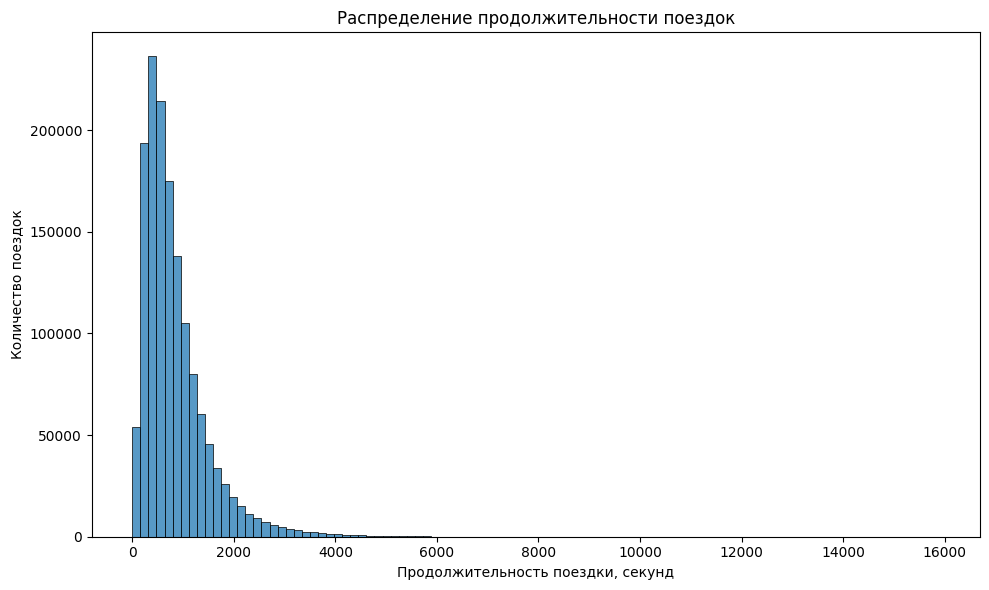 Распределение продолжительности поездок
Количество поездок
200000
150000
100000
50000
0
0 2000 4000 6000 8000 10000 12000 14000 16000
Продолжительность поездки, секунд